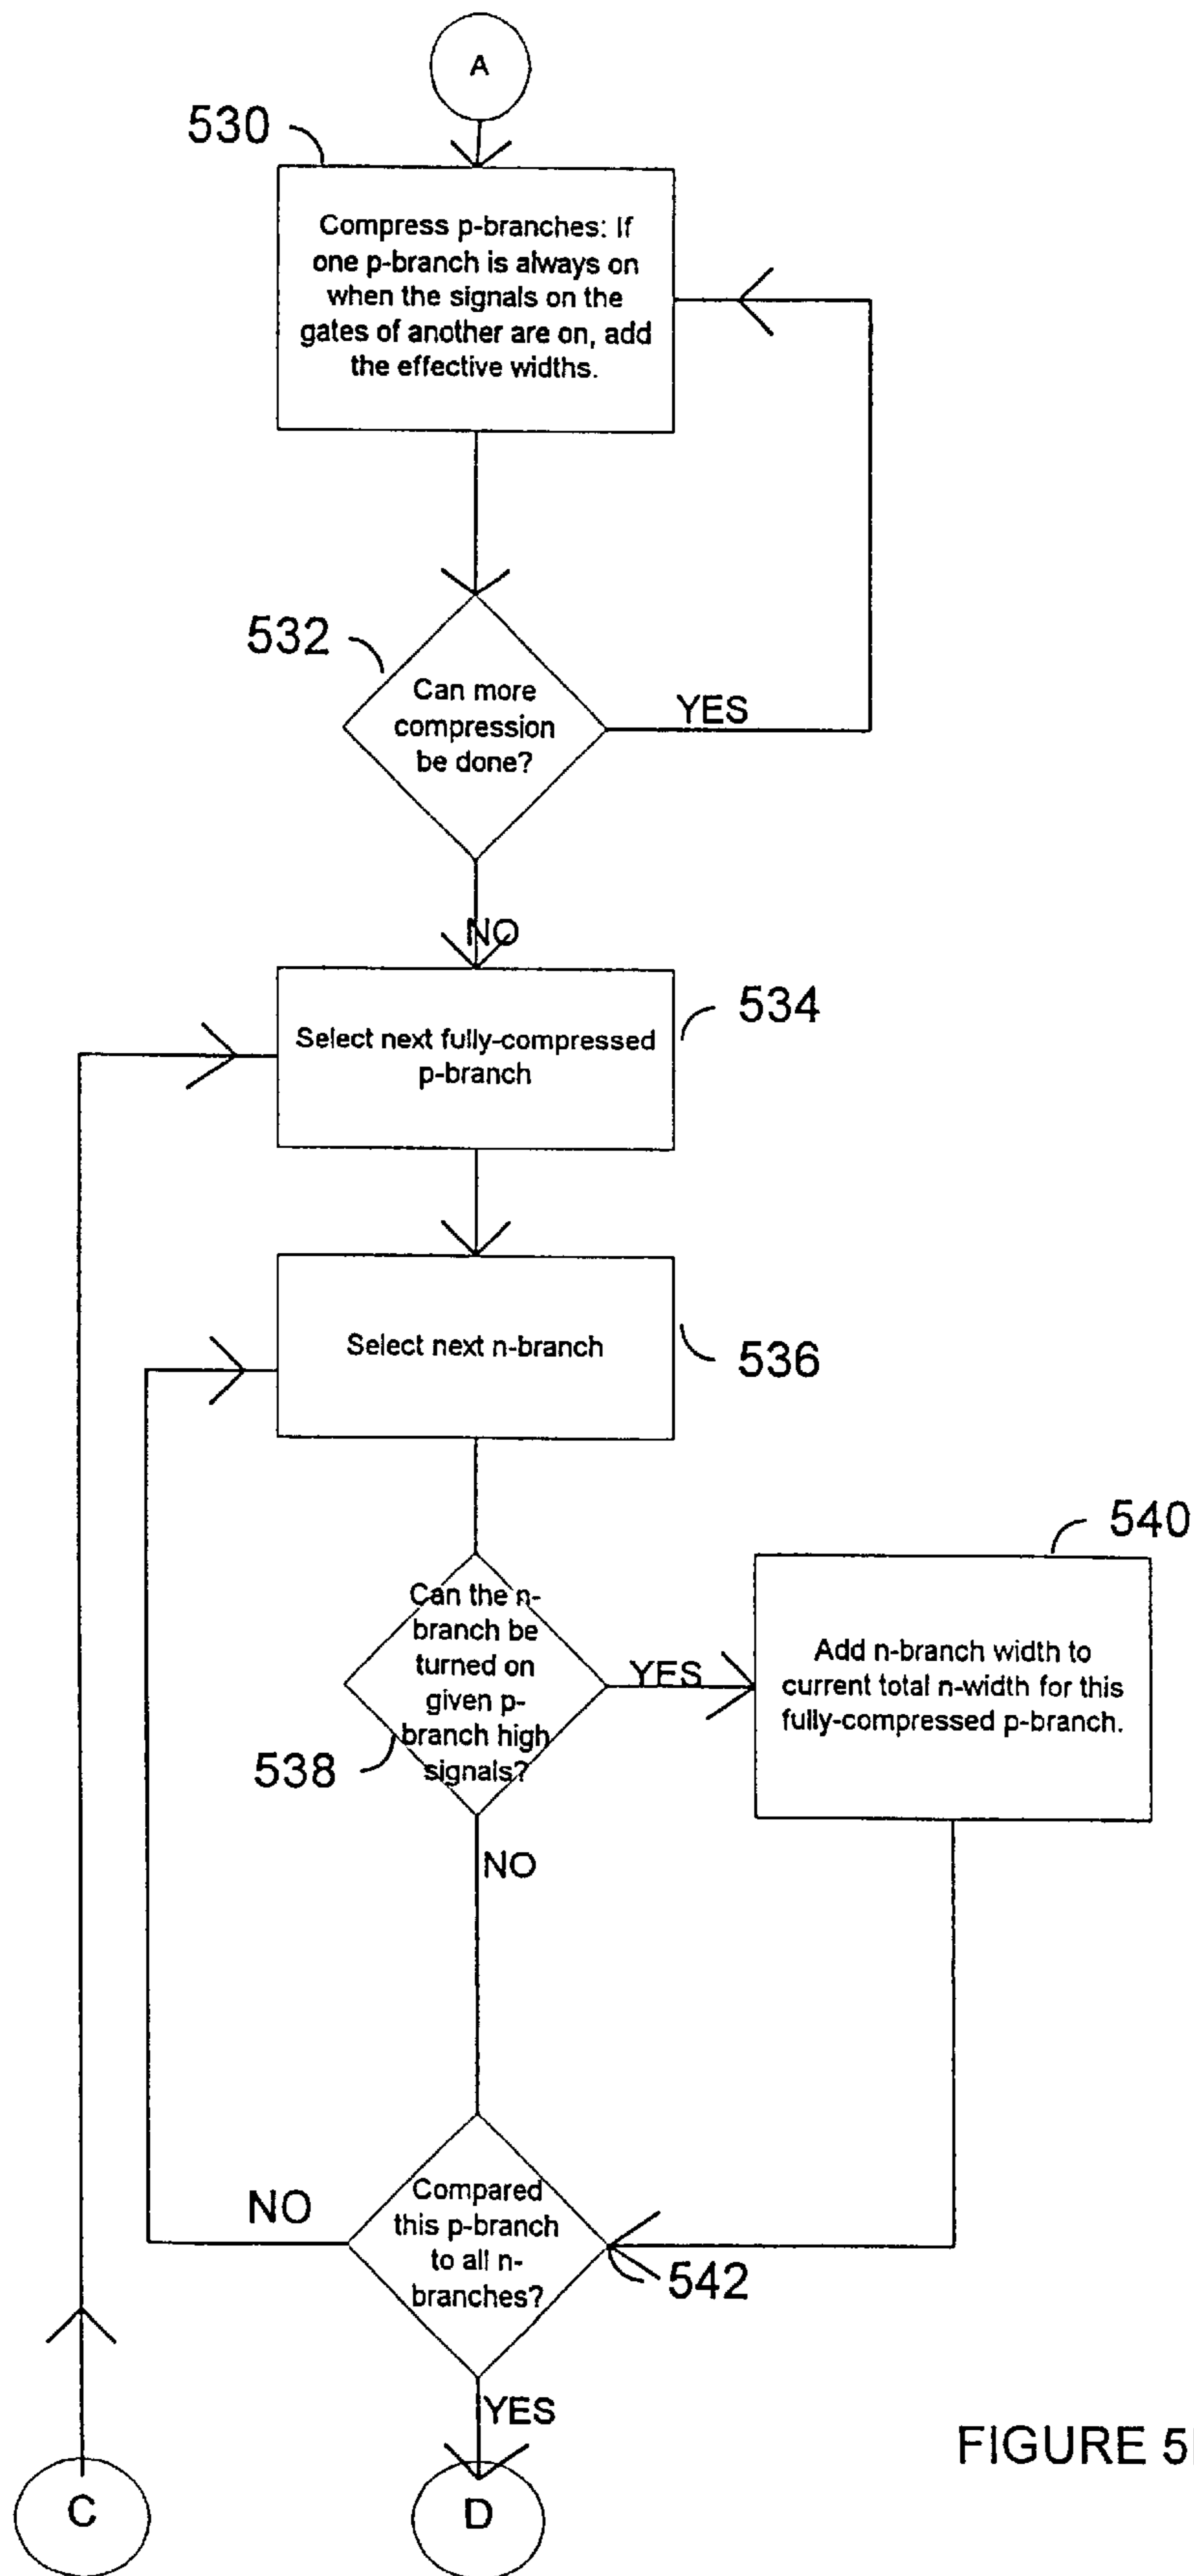 A
530
Compress p-branches: If
one p-branch is always on
when the signals on the
gates of another are on, add
the effective widths.
532
Can more
compression
be done?
YES
NO
534
Select next fully-compressed
p-branch
Select next n-branch
536
540
Can the n-
branch be
turned on
given p-
branch high
signals?
YES
Add n-branch width to
current total n-width for this
fully-compressed p-branch.
538
NO
Compared
this p-branch
to all n-
branches?
NO
542
YES
FIGURE
C
D